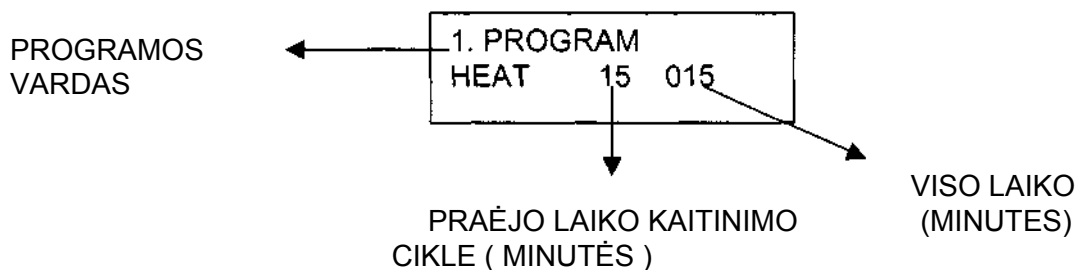 PROGRAMOS
VARDAS
1. PROGRAM
HEAT 15 015
PRAĖJO LAIKO KAITINIMO
CIKLE ( MINUTĖS )
VISO LAIKO
(MINUTES)